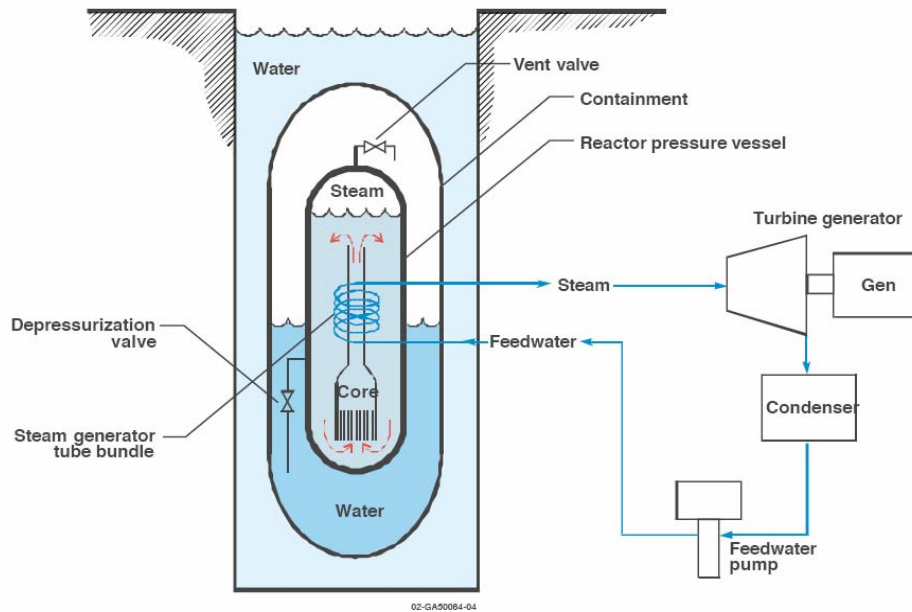 Water
Vent valve
Containment
Reactor pressure vessel
Steam
Turbine generator
Gen
Steam
Depressurization
valve
Feedwater
Core
Condenser
Steam generator
tube bundle
Water
Feedwater
pump
02-GA50064-04